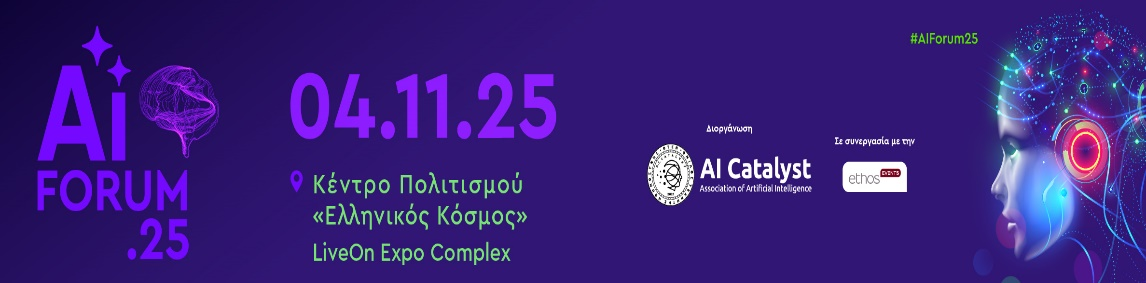 Ai
FORUM
.25
04.11.25
Κέντρο Πολιτισμού
«Ελληνικός Κόσμος»
LiveOn Expo Complex
Διοργάνωση
AI Catalyst
Association of Artificial Intelligence
Σε συνεργασία με την
ethos EVENTS
#AIForum25